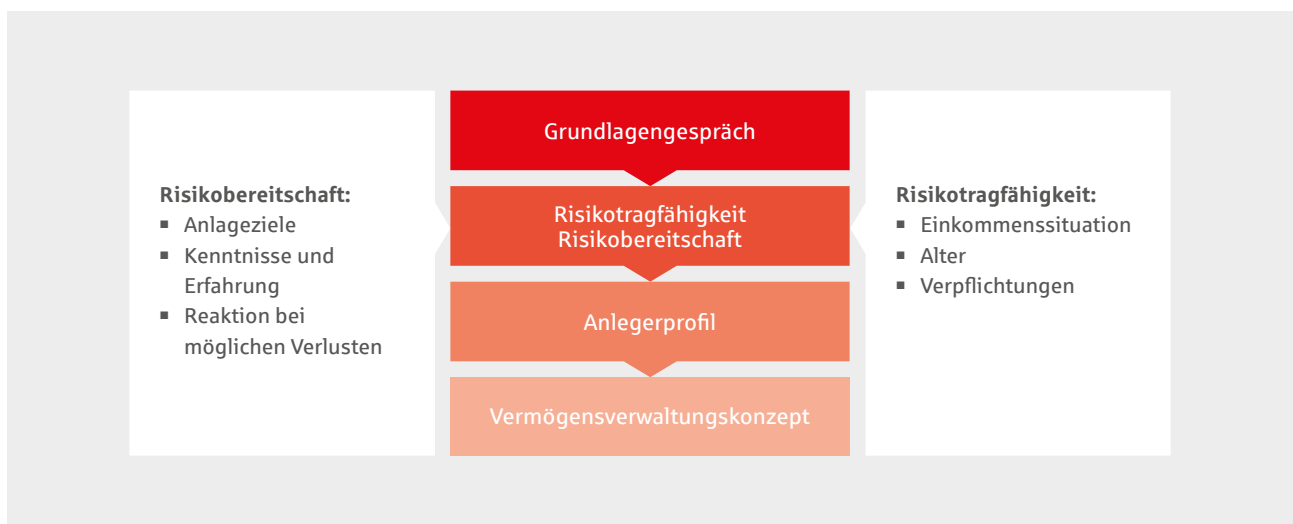 Risikobereitschaft:
▪ Anlageziele
▪ Kenntnisse und
Erfahrung
▪ Reaktion bei
möglichen Verlusten
Grundlagengespräch
Risikotragfähigkeit
Risikobereitschaft
Anlegerprofil
Vermögensverwaltungskonzept
Risikotragfähigkeit:
▪ Einkommenssituation
▪ Alter
▪ Verpflichtungen